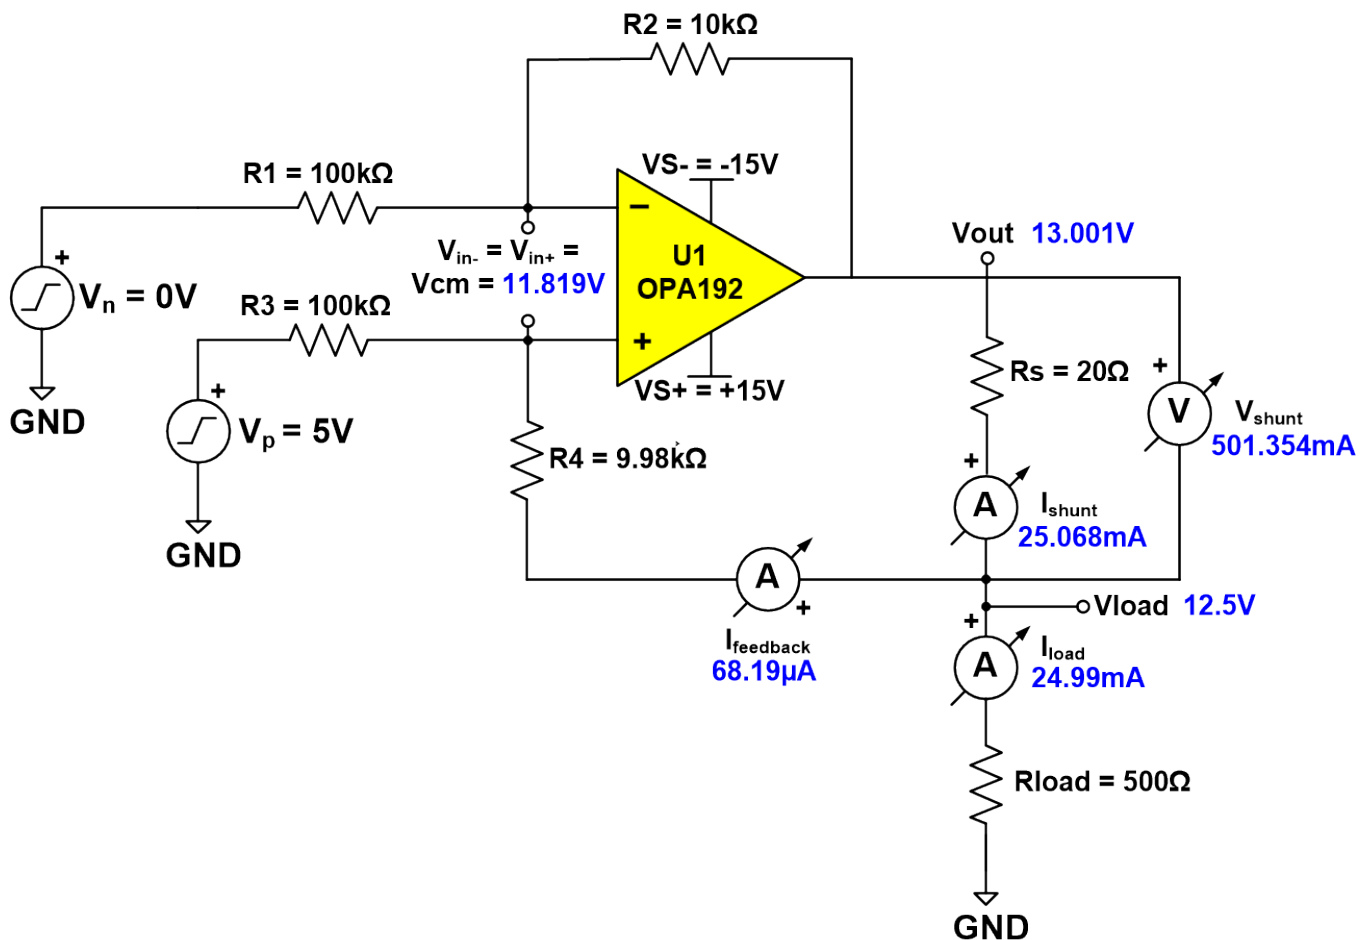 R2 = 10kΩ
R1 = 100kΩ
VS- = -15V
+
−
Vin- = Vin+ =
Vcm = 11.819V
U1
OPA192
Vout 13.001V
Vn = 0V
R3 = 100kΩ
+
+
VS+ = +15V
Rs = 20Ω
+
V
Vshunt
501.354mA
GND
Vp = 5V
R4 = 9.98kΩ
+
A
Ishunt
25.068mA
GND
A
+
Ifeedback
68.19µA
Vload 12.5V
+
A
Iload
24.99mA
Rload = 500Ω
GND